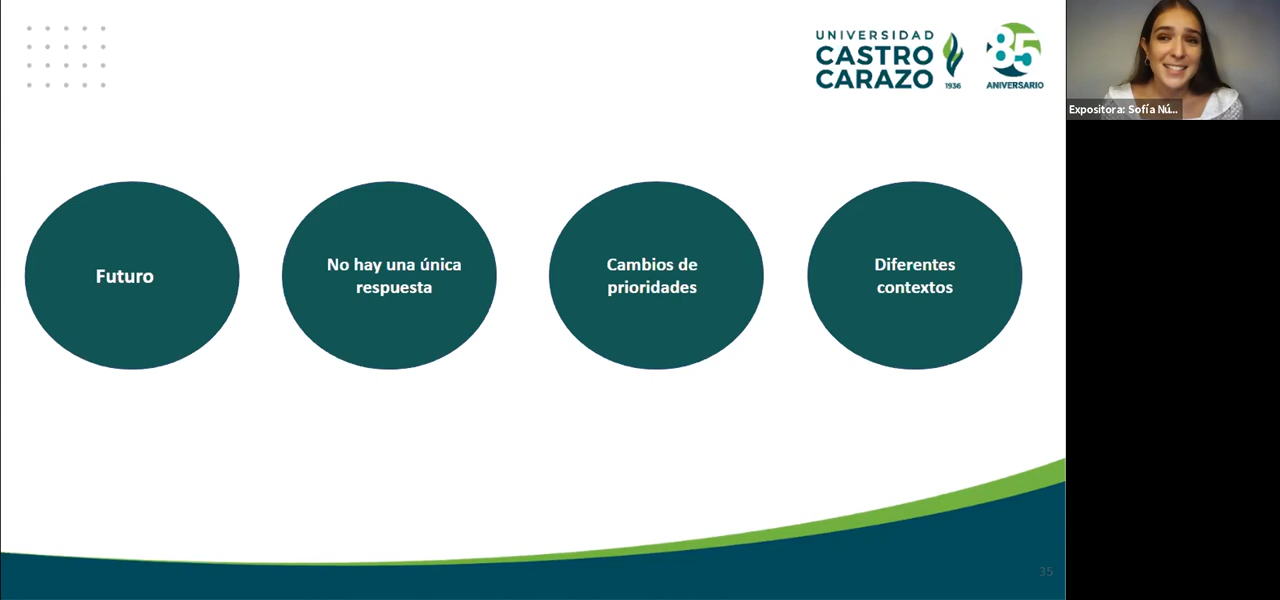 UNIVERSIDAD
CASTRO
CARAZO
1936
85
ANIVERSARIO
Expositora: Sofía Nú...
Futuro
No hay una única
respuesta
Cambios de
prioridades
Diferentes
contextos
35